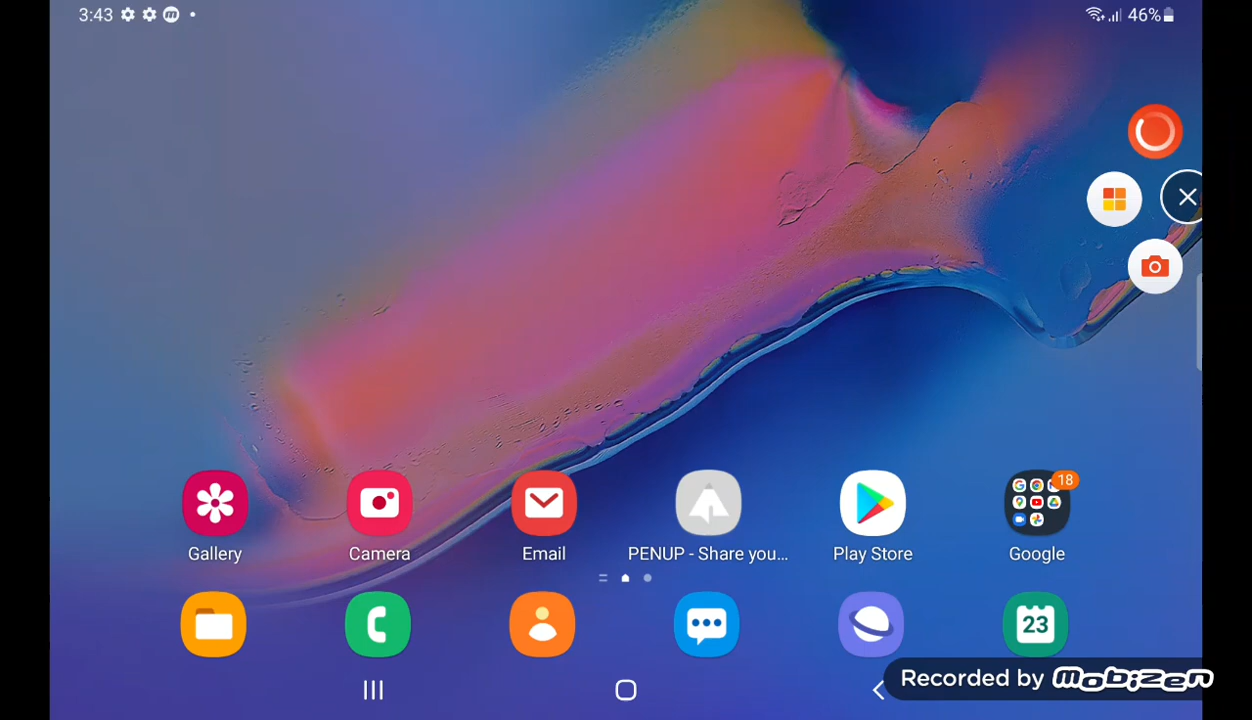 3:43
46%
18
Gallery
Camera
Email
PENUP - Share you...
Play Store
Google
23
Recorded by mobizen